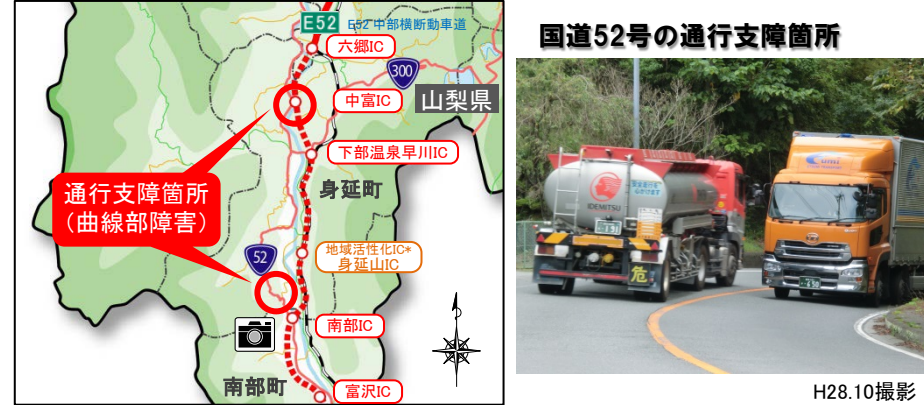 E52
E52 中部横断動車道
六郷IC
300
中富IC
山梨県
下部温泉早川IC
通行支障箇所
（曲線部障害）
身延町
地域活性化IC*
身延山IC
52
南部IC
南部町
富沢IC
国道52号の通行支障箇所
IDEMITSU
危
H28.10撮影